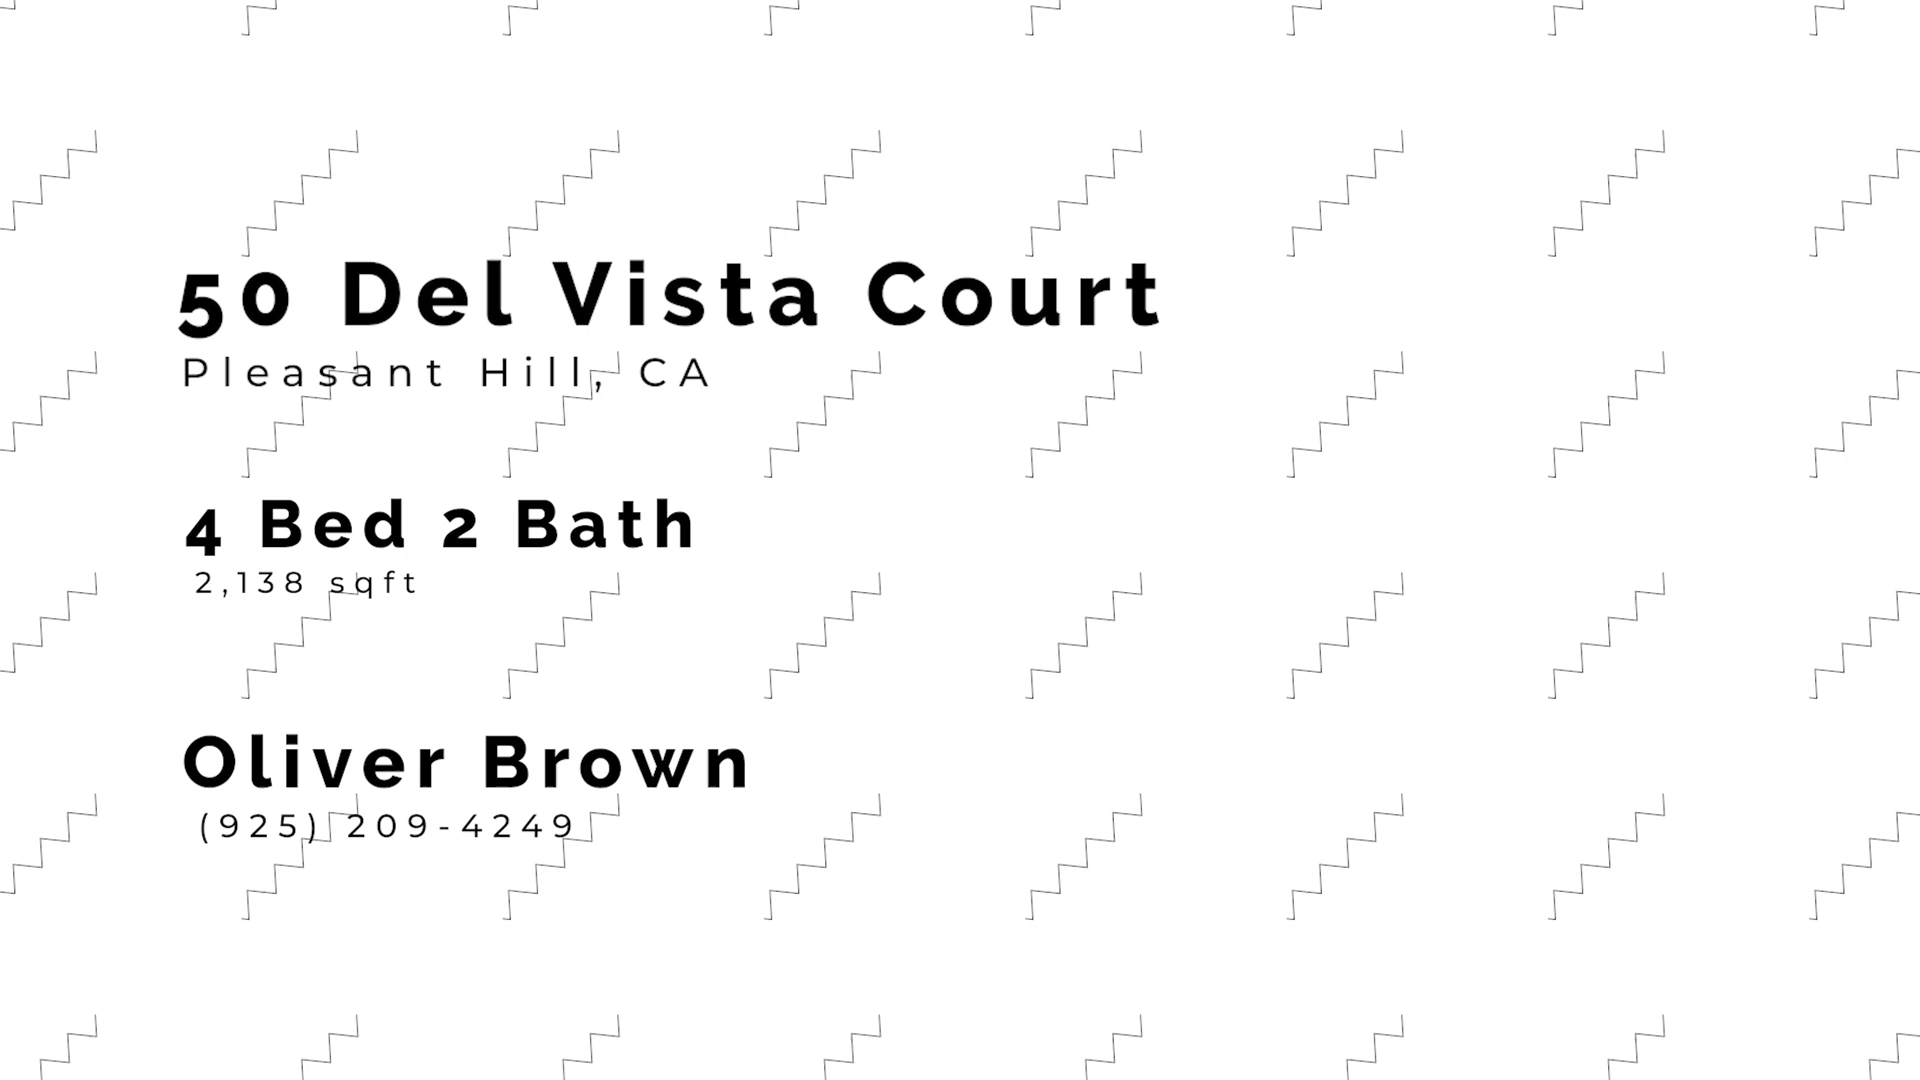 50 Del Vista Court
Pleasant Hill, CA
4 Bed 2 Bath
2,138 sqft
Oliver Brown
(925) 209-4249